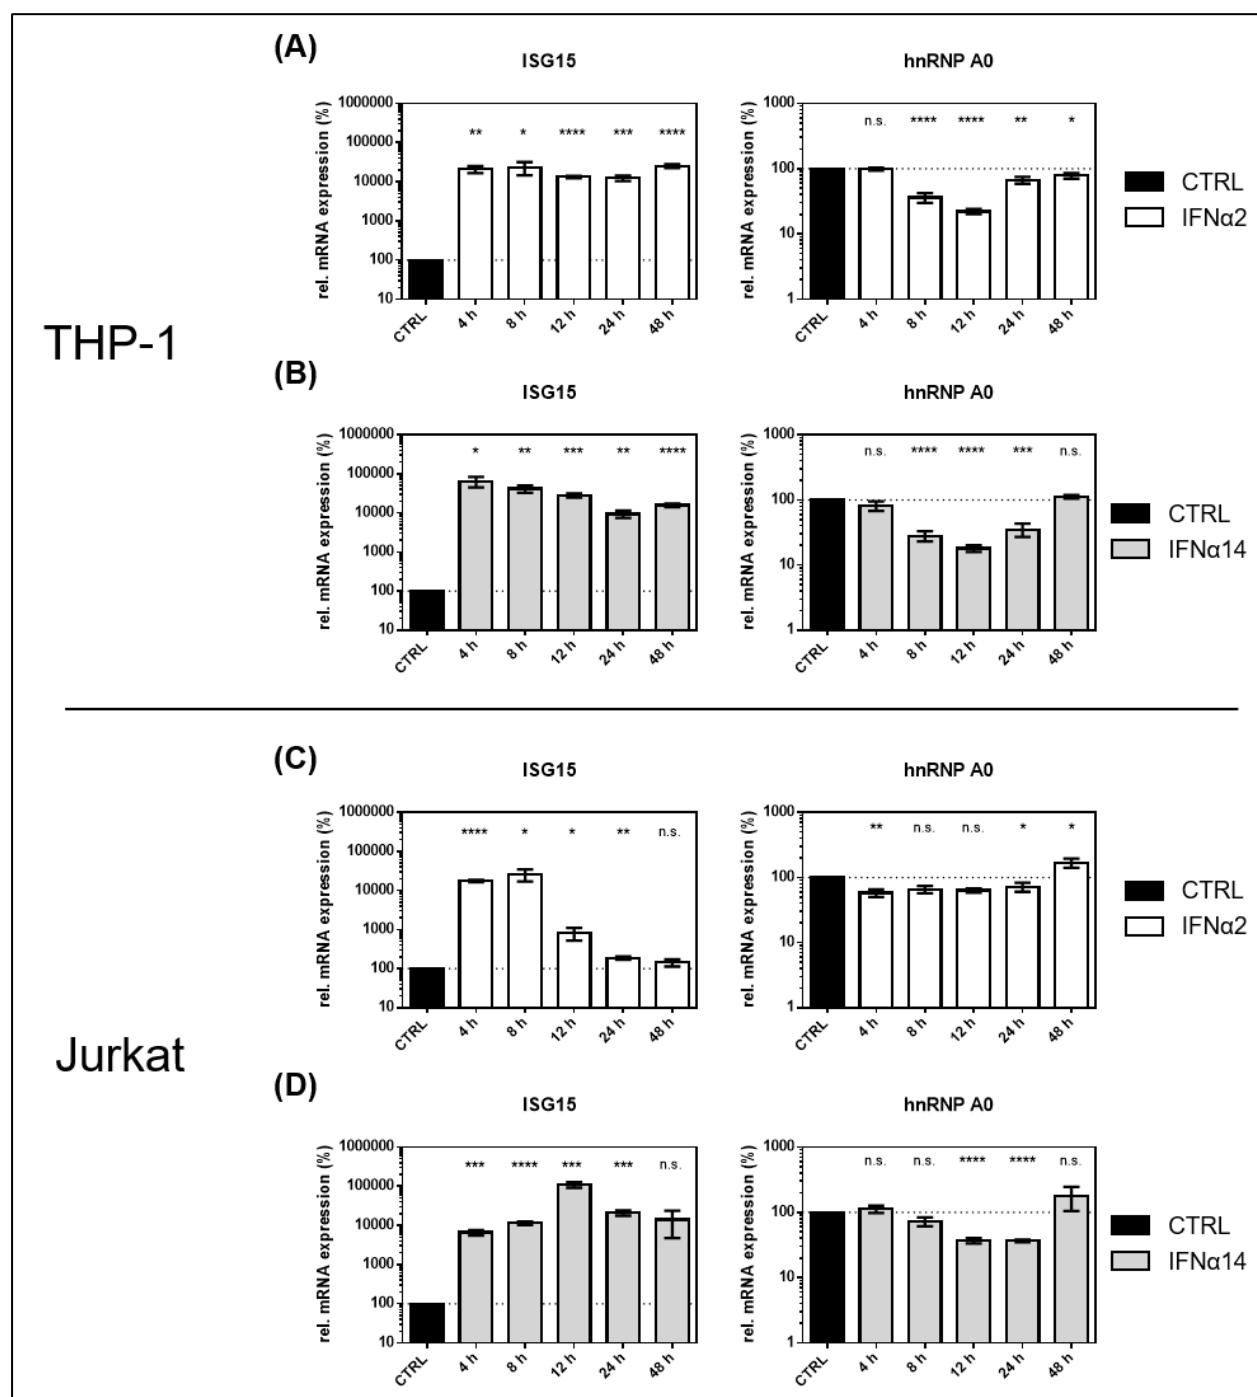 THP-1
(A)
ISG15
rel. mRNA expression (%)
1000000
100000
10000
1000
100
10
** * **** *** ****
CTRL 4 h 8 h 12 h 24 h 48 h
hnRNP A0
rel. mRNA expression (%)
1000
100
10
1
n.s. **** **** ** *
CTRL 4 h 8 h 12 h 24 h 48 h
CTRL
IFNα2
(B)
ISG15
rel. mRNA expression (%)
1000000
100000
10000
1000
100
10
* ** *** ** ****
CTRL 4 h 8 h 12 h 24 h 48 h
hnRNP A0
rel. mRNA expression (%)
1000
100
10
1
n.s. **** **** *** n.s.
CTRL 4 h 8 h 12 h 24 h 48 h
CTRL
IFNα14
Jurkat
(C)
ISG15
rel. mRNA expression (%)
1000000
100000
10000
1000
100
10
**** * * ** n.s.
CTRL 4 h 8 h 12 h 24 h 48 h
hnRNP A0
rel. mRNA expression (%)
1000
100
10
1
** n.s. n.s. * *
CTRL 4 h 8 h 12 h 24 h 48 h
CTRL
IFNα2
(D)
ISG15
rel. mRNA expression (%)
1000000
100000
10000
1000
100
10
*** **** *** *** n.s.
CTRL 4 h 8 h 12 h 24 h 48 h
hnRNP A0
rel. mRNA expression (%)
1000
100
10
1
n.s. n.s. **** **** n.s.
CTRL 4 h 8 h 12 h 24 h 48 h
CTRL
IFNα14